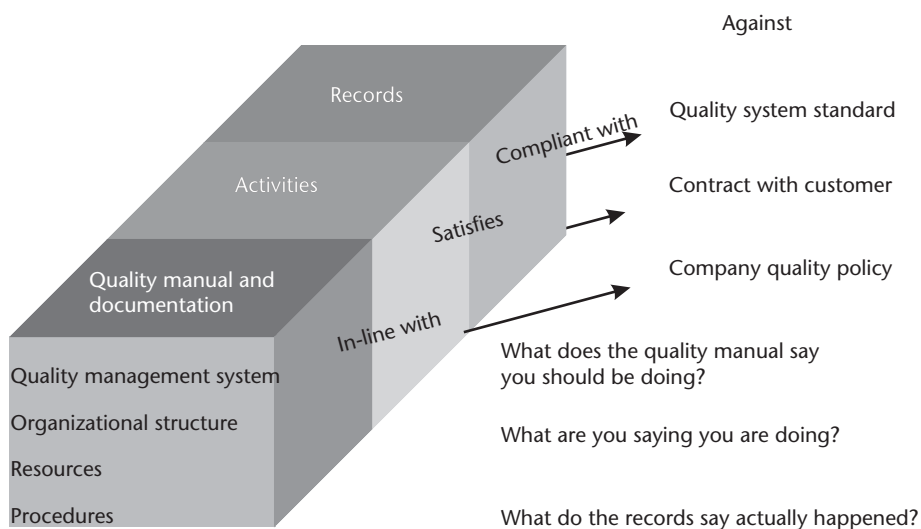 Against
Records
Compliant with
Quality system standard
Activities
Satisfies
Contract with customer
Quality manual and
documentation
In-line with
Company quality policy
Quality management system
Organizational structure
Resources
Procedures
What does the quality manual say
you should be doing?
What are you saying you are doing?
What do the records say actually happened?